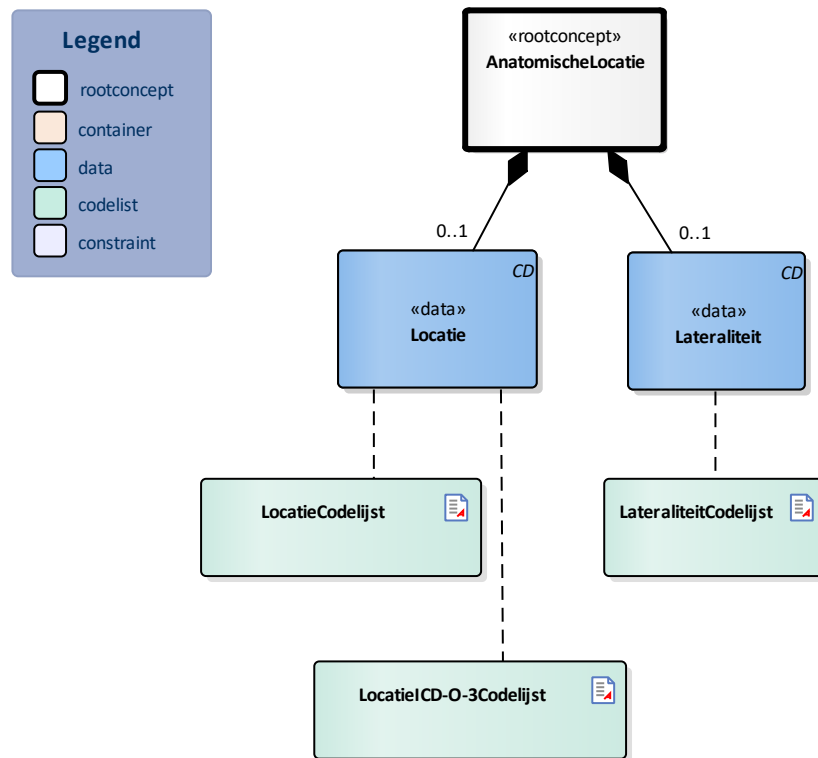 Legend
rootconcept
container
data
codelist
constraint
«rootconcept»
AnatomischeLocatie
0..1
0..1
CD
«data»
Locatie
CD
«data»
Lateraliteit
LocatieCodelijst
LateraliteitCodelijst
LocatieICD-O-3Codelijst